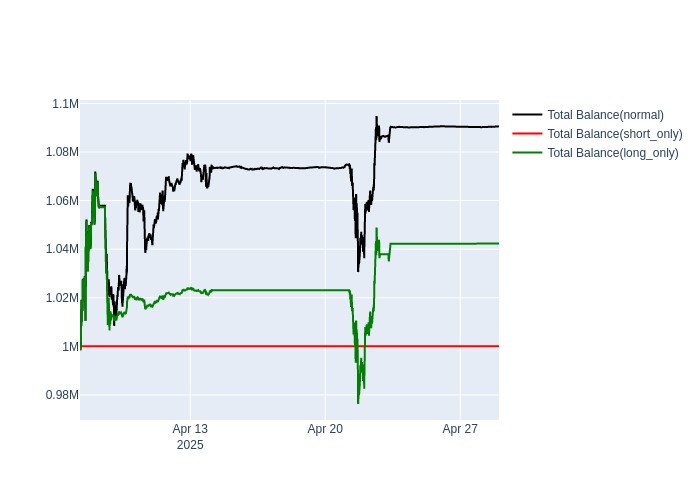 1.1M
1.08M
1.06M
1.04M
1.02M
1M
0.98M
Apr 13
2025
Apr 20
Apr 27
Total Balance(normal)
Total Balance(short_only)
Total Balance(long_only)